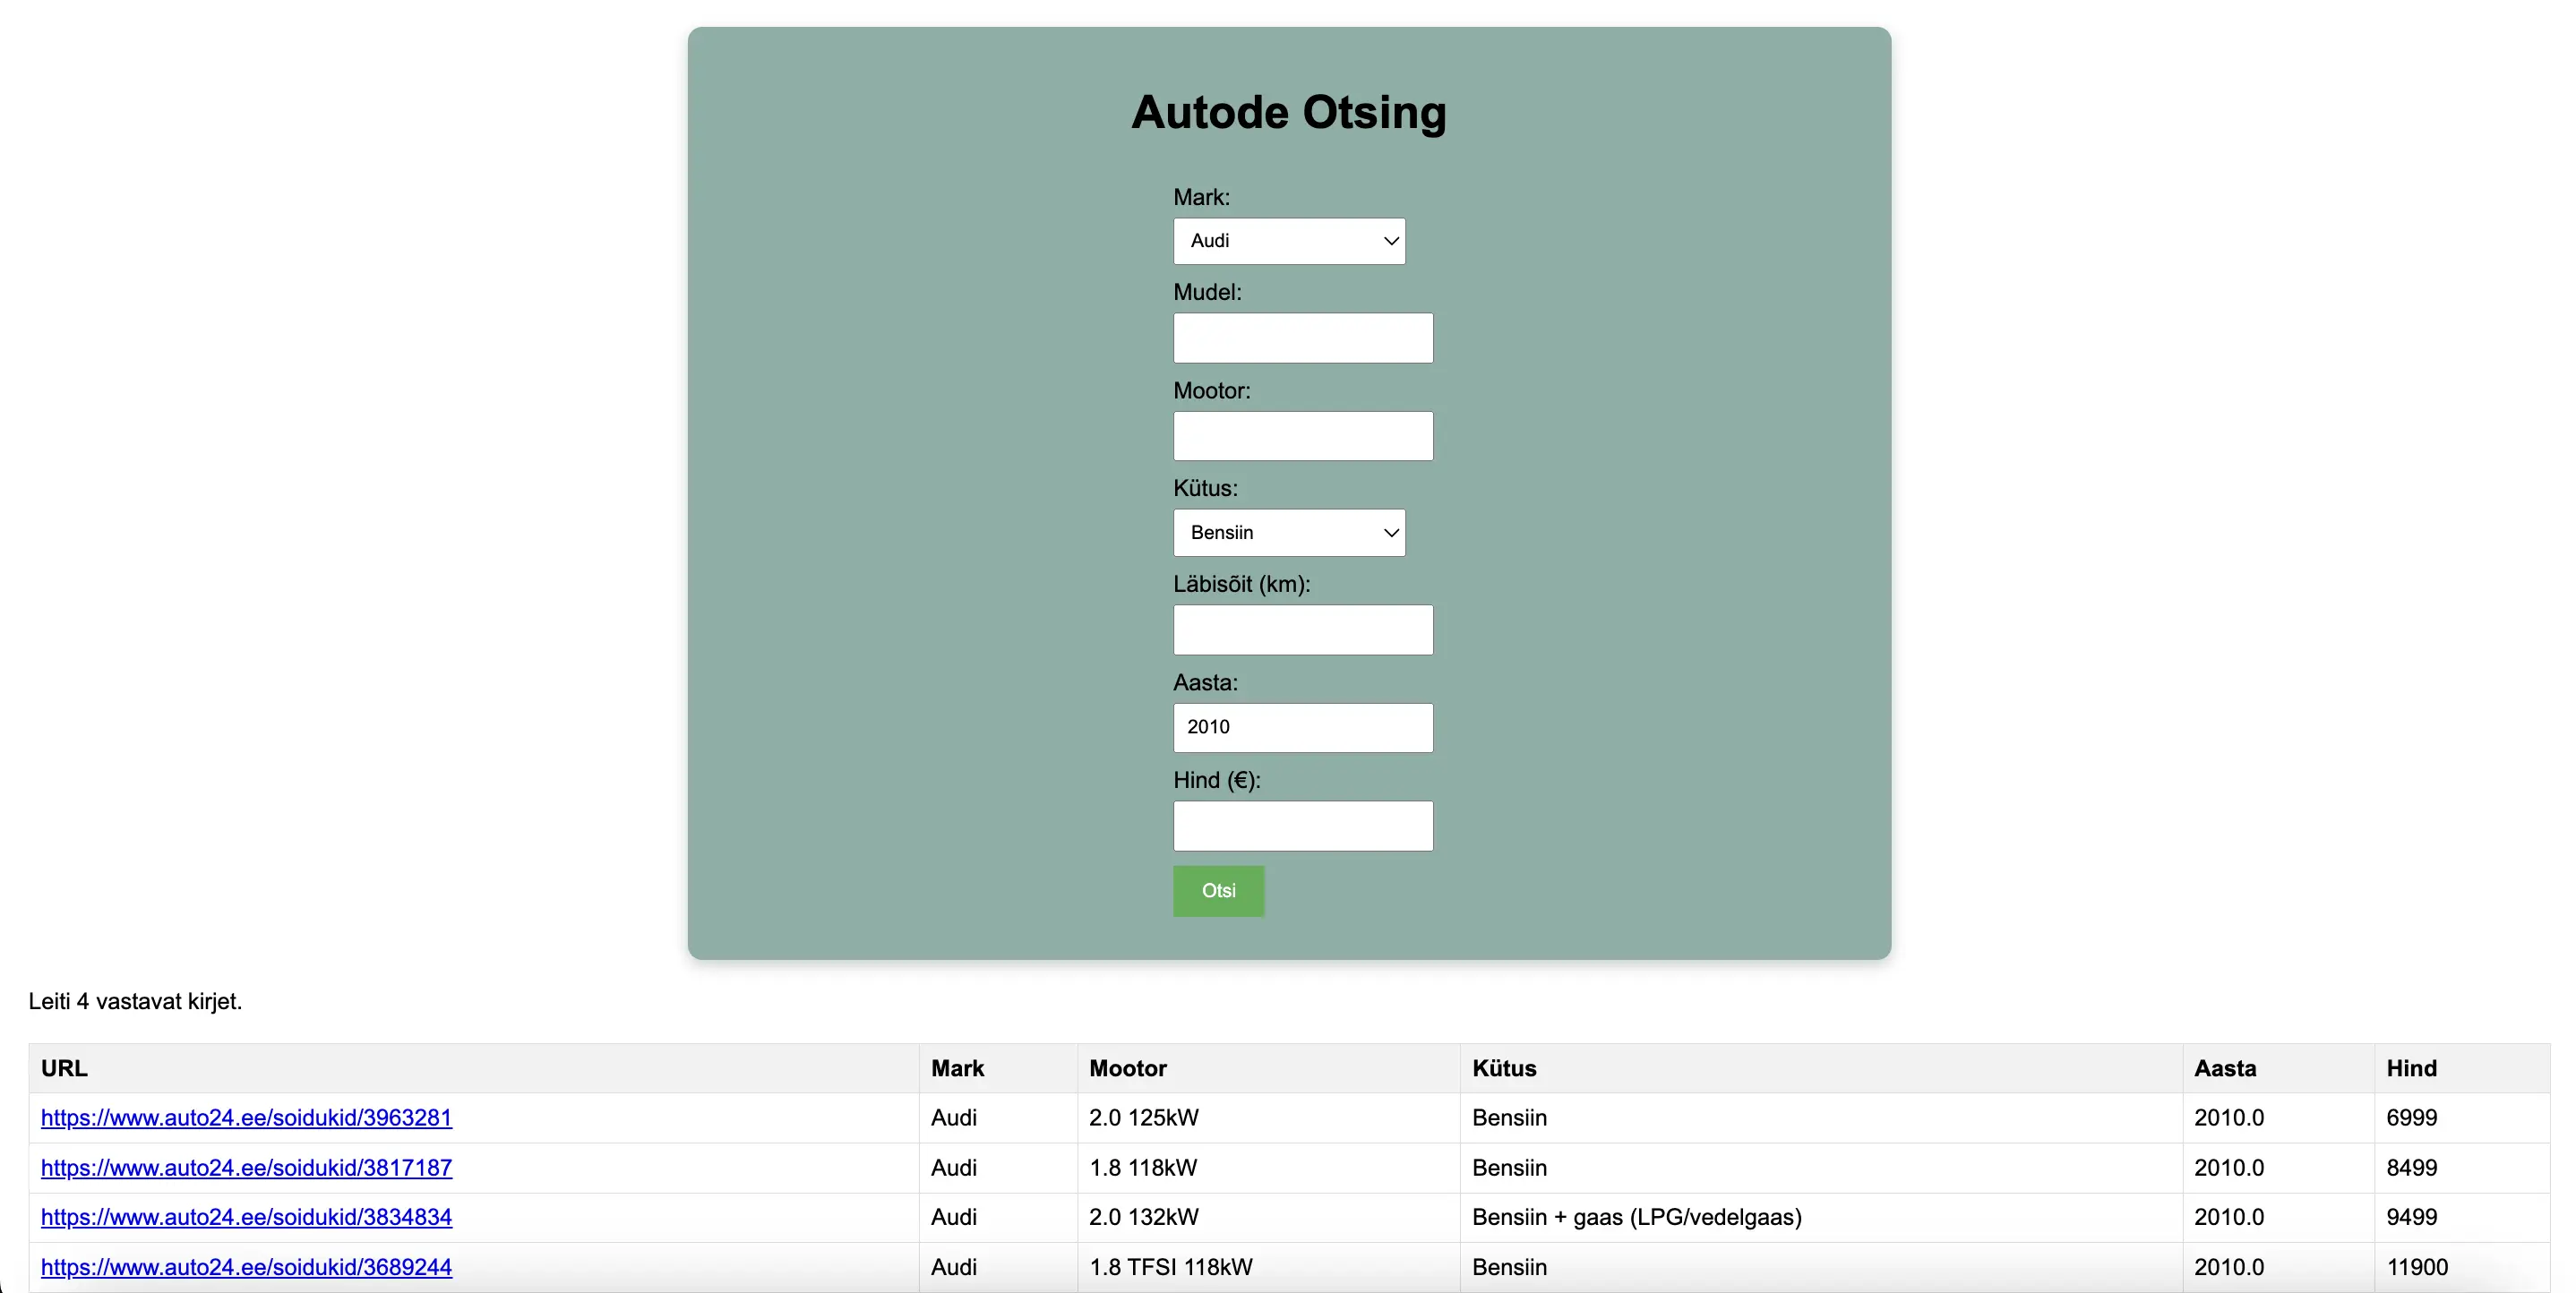 Autode Otsing
Mark:
Audi
Mudel:
Mootor:
Kütus:
Bensiin
Läbisõit (km):
Aasta:
2010
Hind (€):
Otsi
Leiti 4 vastavat kirjet.
URL Mark Mootor Kütus Aasta Hind
https://www.auto24.ee/soidukid/3963281 Audi 2.0 125kW Bensiin 2010.0 6999
https://www.auto24.ee/soidukid/3817187 Audi 1.8 118kW Bensiin 2010.0 8499
https://www.auto24.ee/soidukid/3834834 Audi 2.0 132kW Bensiin + gaas (LPG/vedelgaas) 2010.0 9499
https://www.auto24.ee/soidukid/3689244 Audi 1.8 TFSI 118kW Bensiin 2010.0 11900